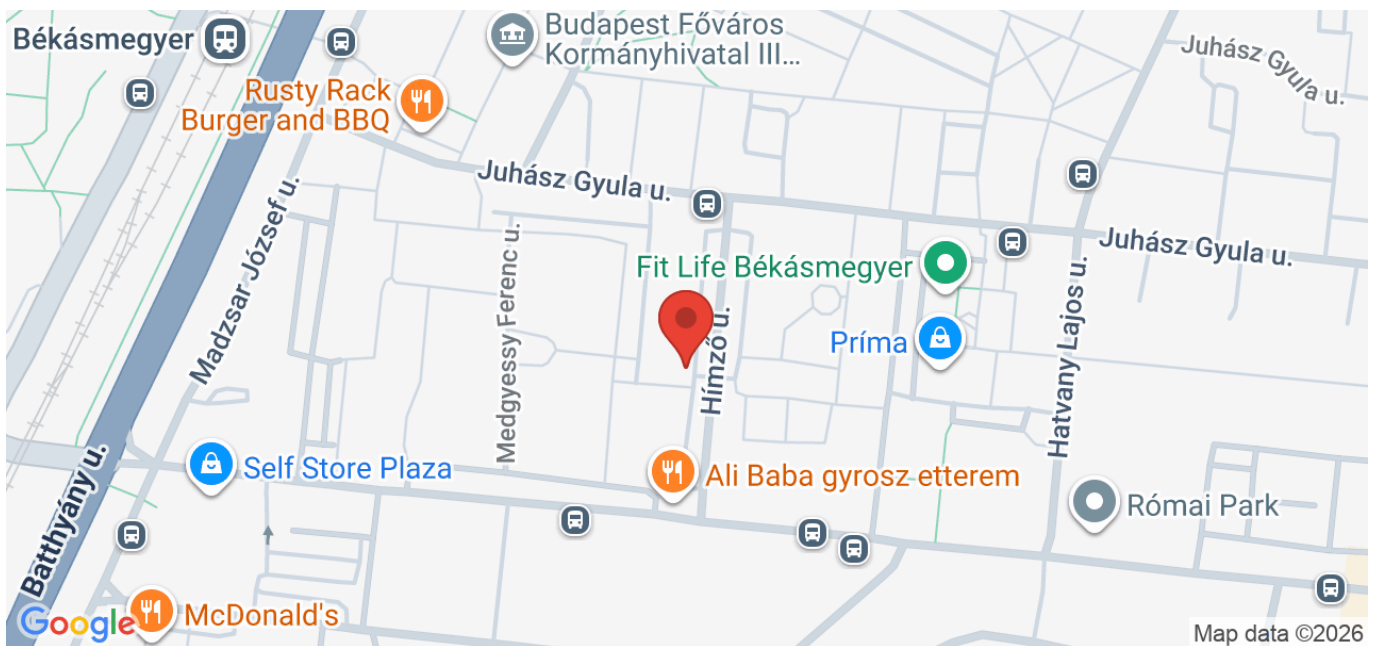 Békásmegyer
Budapest Főváros
Kormányhivatal III...
Juhász Gyula u.
Rusty Rack
Burger and BBQ
Juhász Gyula u.
Juhász Gyula u.
Madzsar József u.
Medgyessy Ferenc u.
Fit Life Békásmegyer
Hímző u.
Príma
Hatvany Lajos u.
Self Store Plaza
Ali Baba gyrosz etterem
Római Park
Batthyány u.
McDonald's
Google
Map data ©2026